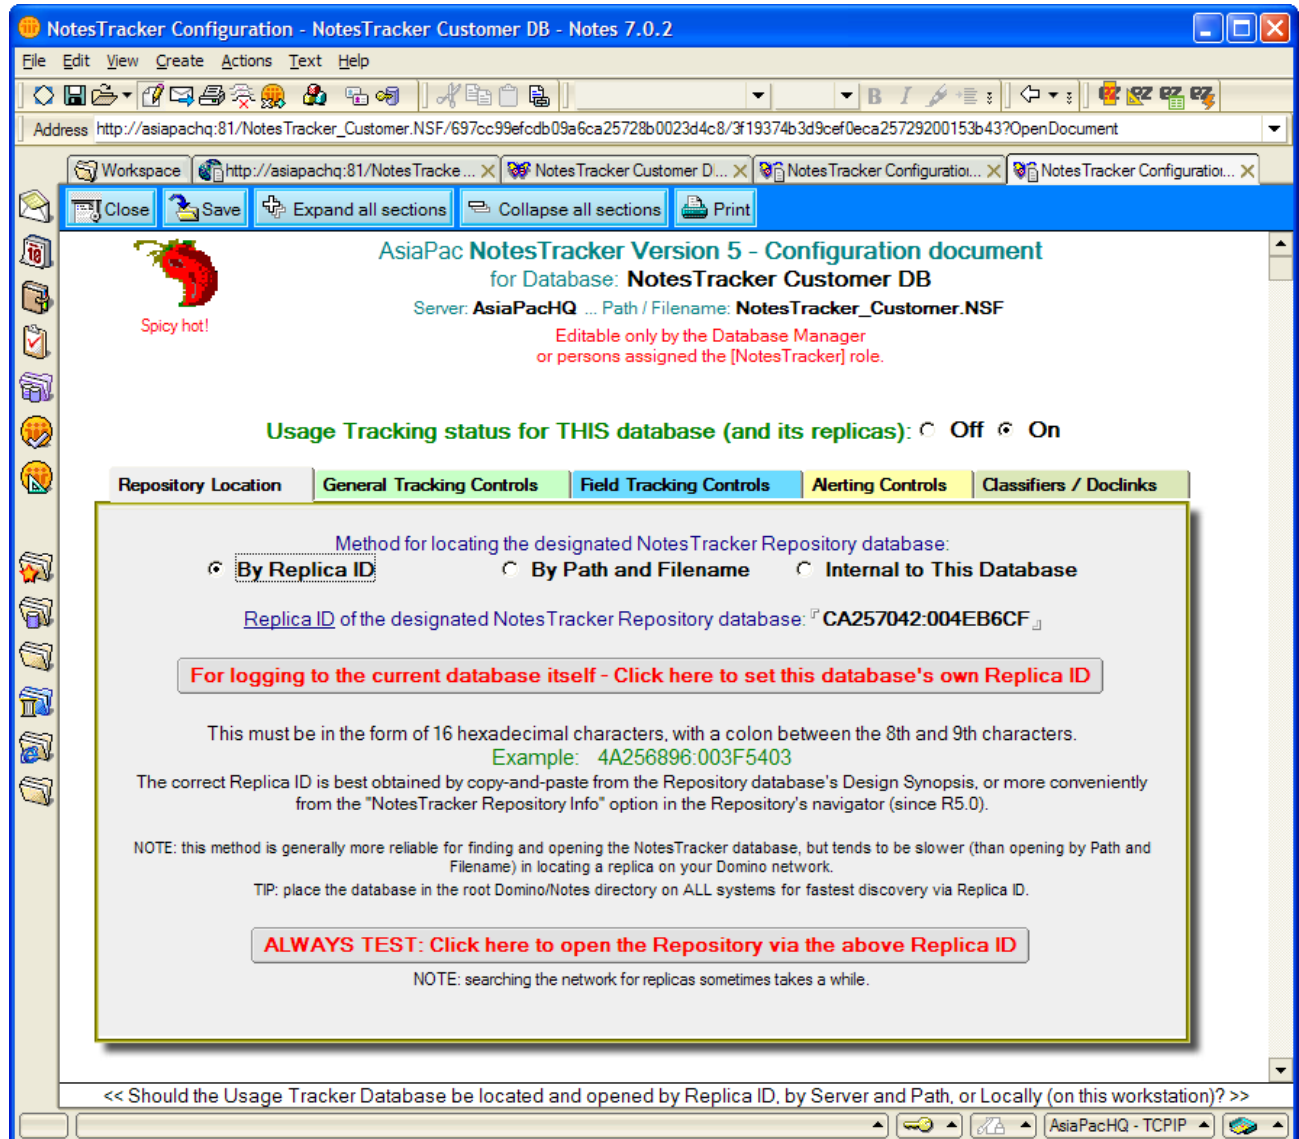 NotesTracker Configuration - NotesTracker Customer DB - Notes 7.0.2
File Edit View Create Actions Text Help
Address http://asiapachq:81/NotesTracker_Customer.NSF/697cc99efcdb09a6ca25728b0023d4c8/3f19374b3d9cef0eca25729200153b43?OpenDocument
Workspace http://asiapachq:81/NotesTracke... NotesTracker Customer D... NotesTracker Configuration... NotesTracker Configuration...
Close Save Expand all sections Collapse all sections Print
AsiaPac NotesTracker Version 5 - Configuration document
for Database: NotesTracker Customer DB
Server: AsiaPacHQ ... Path / Filename: NotesTracker_Customer.NSF
Spicy hot!
Editable only by the Database Manager
or persons assigned the [NotesTracker] role.
Usage Tracking status for THIS database (and its replicas): Off On
Repository Location General Tracking Controls Field Tracking Controls Alerting Controls Classifiers / Doclinks
Method for locating the designated NotesTracker Repository database:
By Replica ID By Path and Filename Internal to This Database
Replica ID of the designated NotesTracker Repository database: CA257042:004EB6CF
For logging to the current database itself - Click here to set this database's own Replica ID
This must be in the form of 16 hexadecimal characters, with a colon between the 8th and 9th characters.
Example: 4A256896:003F5403
The correct Replica ID is best obtained by copy-and-paste from the Repository database's Design Synopsis, or more conveniently
from the "NotesTracker Repository Info" option in the Repository's navigator (since R5.0).
NOTE: this method is generally more reliable for finding and opening the NotesTracker database, but tends to be slower (than opening by Path and
Filename) in locating a replica on your Domino network.
TIP: place the database in the root Domino/Notes directory on ALL systems for fastest discovery via Replica ID.
ALWAYS TEST: Click here to open the Repository via the above Replica ID
NOTE: searching the network for replicas sometimes takes a while.
<< Should the Usage Tracker Database be located and opened by Replica ID, by Server and Path, or Locally (on this workstation)? >>
AsiaPacHQ - TCPIP